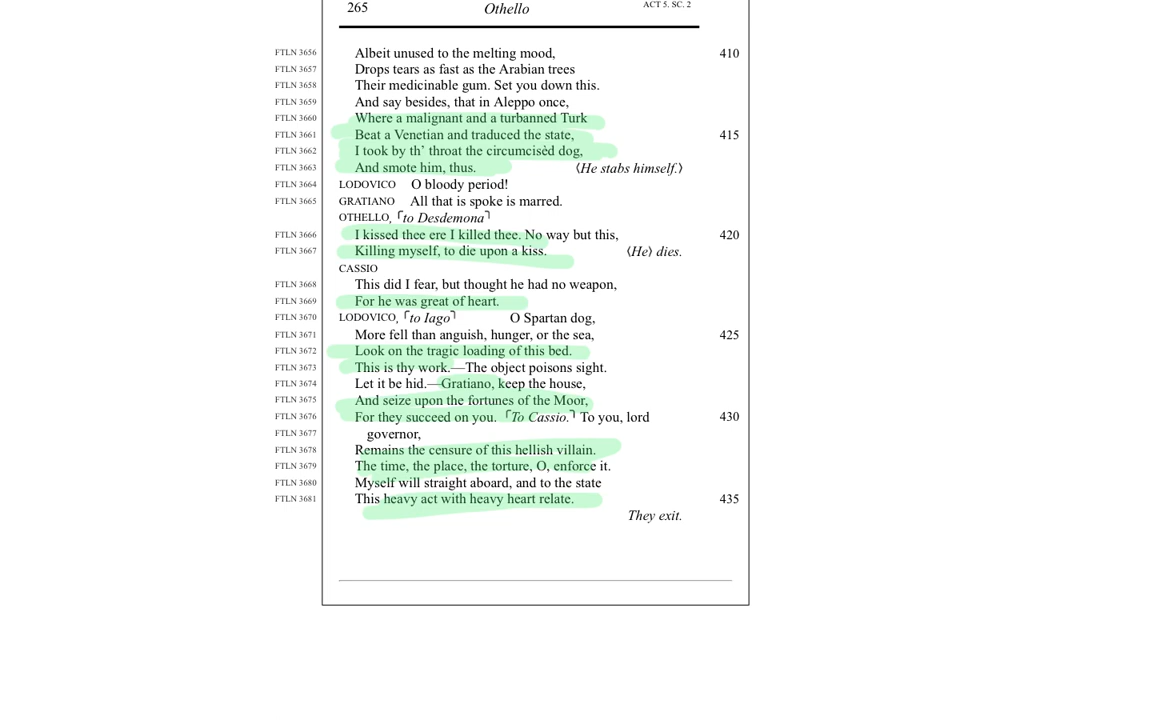 265 Othello ACT 5. SC. 2
FTLN 3656 Albeit unused to the melting mood, 410
FTLN 3657 Drops tears as fast as the Arabian trees
FTLN 3658 Their medicinable gum. Set you down this.
FTLN 3659 And say besides, that in Aleppo once,
FTLN 3660 Where a malignant and a turbanned Turk
FTLN 3661 Beat a Venetian and traduced the state, 415
FTLN 3662 I took by th’ throat the circumcisèd dog,
FTLN 3663 And smote him, thus. ⟨He stabs himself.⟩
FTLN 3664 LODOVICO O bloody period!
FTLN 3665 GRATIANO All that is spoke is marred.
OTHELLO, ⌜to Desdemona⌝
FTLN 3666 I kissed thee ere I killed thee. No way but this, 420
FTLN 3667 Killing myself, to die upon a kiss. ⟨He⟩ dies.
CASSIO
FTLN 3668 This did I fear, but thought he had no weapon,
FTLN 3669 For he was great of heart.
FTLN 3670 LODOVICO, ⌜to Iago⌝ O Spartan dog,
FTLN 3671 More fell than anguish, hunger, or the sea, 425
FTLN 3672 Look on the tragic loading of this bed.
FTLN 3673 This is thy work.—The object poisons sight.
FTLN 3674 Let it be hid.—Gratiano, keep the house,
FTLN 3675 And seize upon the fortunes of the Moor,
FTLN 3676 For they succeed on you. ⌜To Cassio.⌝ To you, lord 430
FTLN 3677 governor,
FTLN 3678 Remains the censure of this hellish villain.
FTLN 3679 The time, the place, the torture, O, enforce it.
FTLN 3680 Myself will straight aboard, and to the state
FTLN 3681 This heavy act with heavy heart relate. 435
They exit.